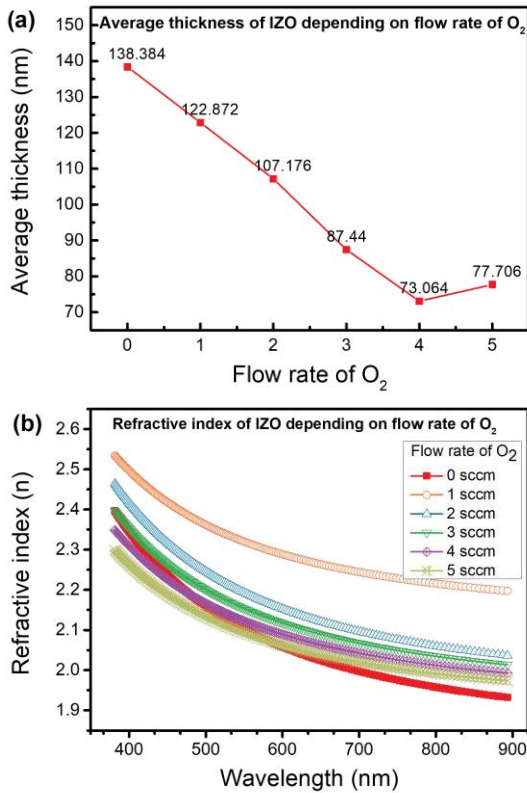 (a)
Average thickness of IZO depending on flow rate of O2
Average thickness (nm)
150
140
130
120
110
100
90
80
70
138.384
122.872
107.176
87.44
73.064
77.706
0 1 2 3 4 5
Flow rate of O2
(b)
Refractive index of IZO depending on flow rate of O2
Refractive index (n)
2.6
2.5
2.4
2.3
2.2
2.1
2.0
1.9
Flow rate of O2
0 sccm
1 sccm
2 sccm
3 sccm
4 sccm
5 sccm
400 500 600 700 800 900
Wavelength (nm)